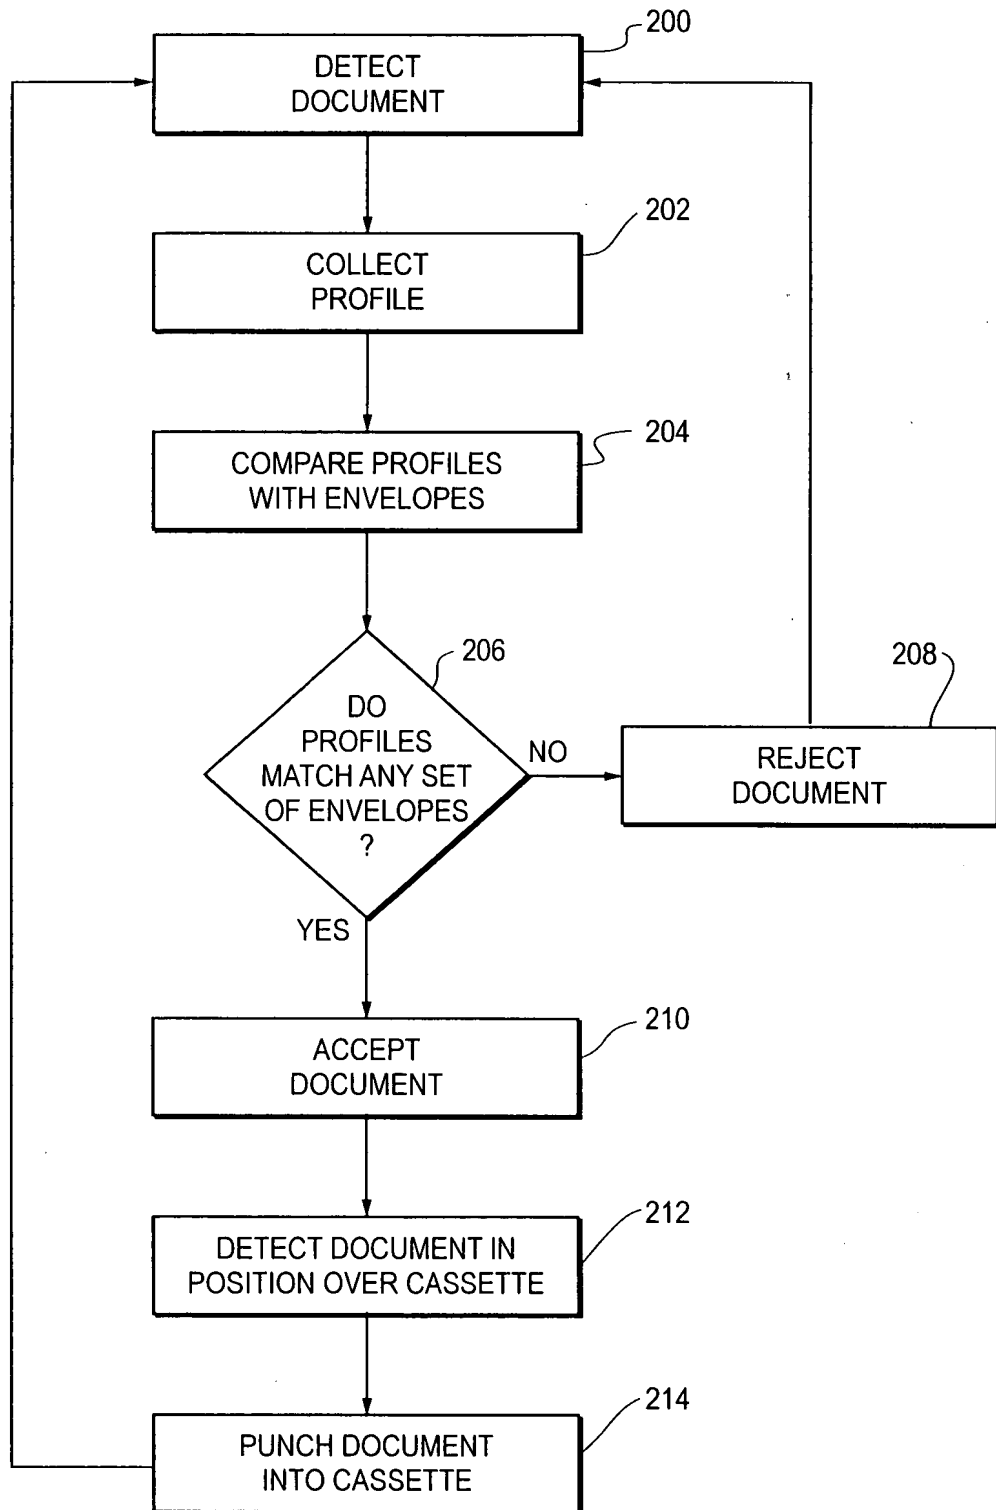 200
DETECT
DOCUMENT
202
COLLECT
PROFILE
204
COMPARE PROFILES
WITH ENVELOPES
206
DO
PROFILES
MATCH ANY SET
OF ENVELOPES
?
NO
208
REJECT
DOCUMENT
YES
210
ACCEPT
DOCUMENT
212
DETECT DOCUMENT IN
POSITION OVER CASSETTE
214
PUNCH DOCUMENT
INTO CASSETTE